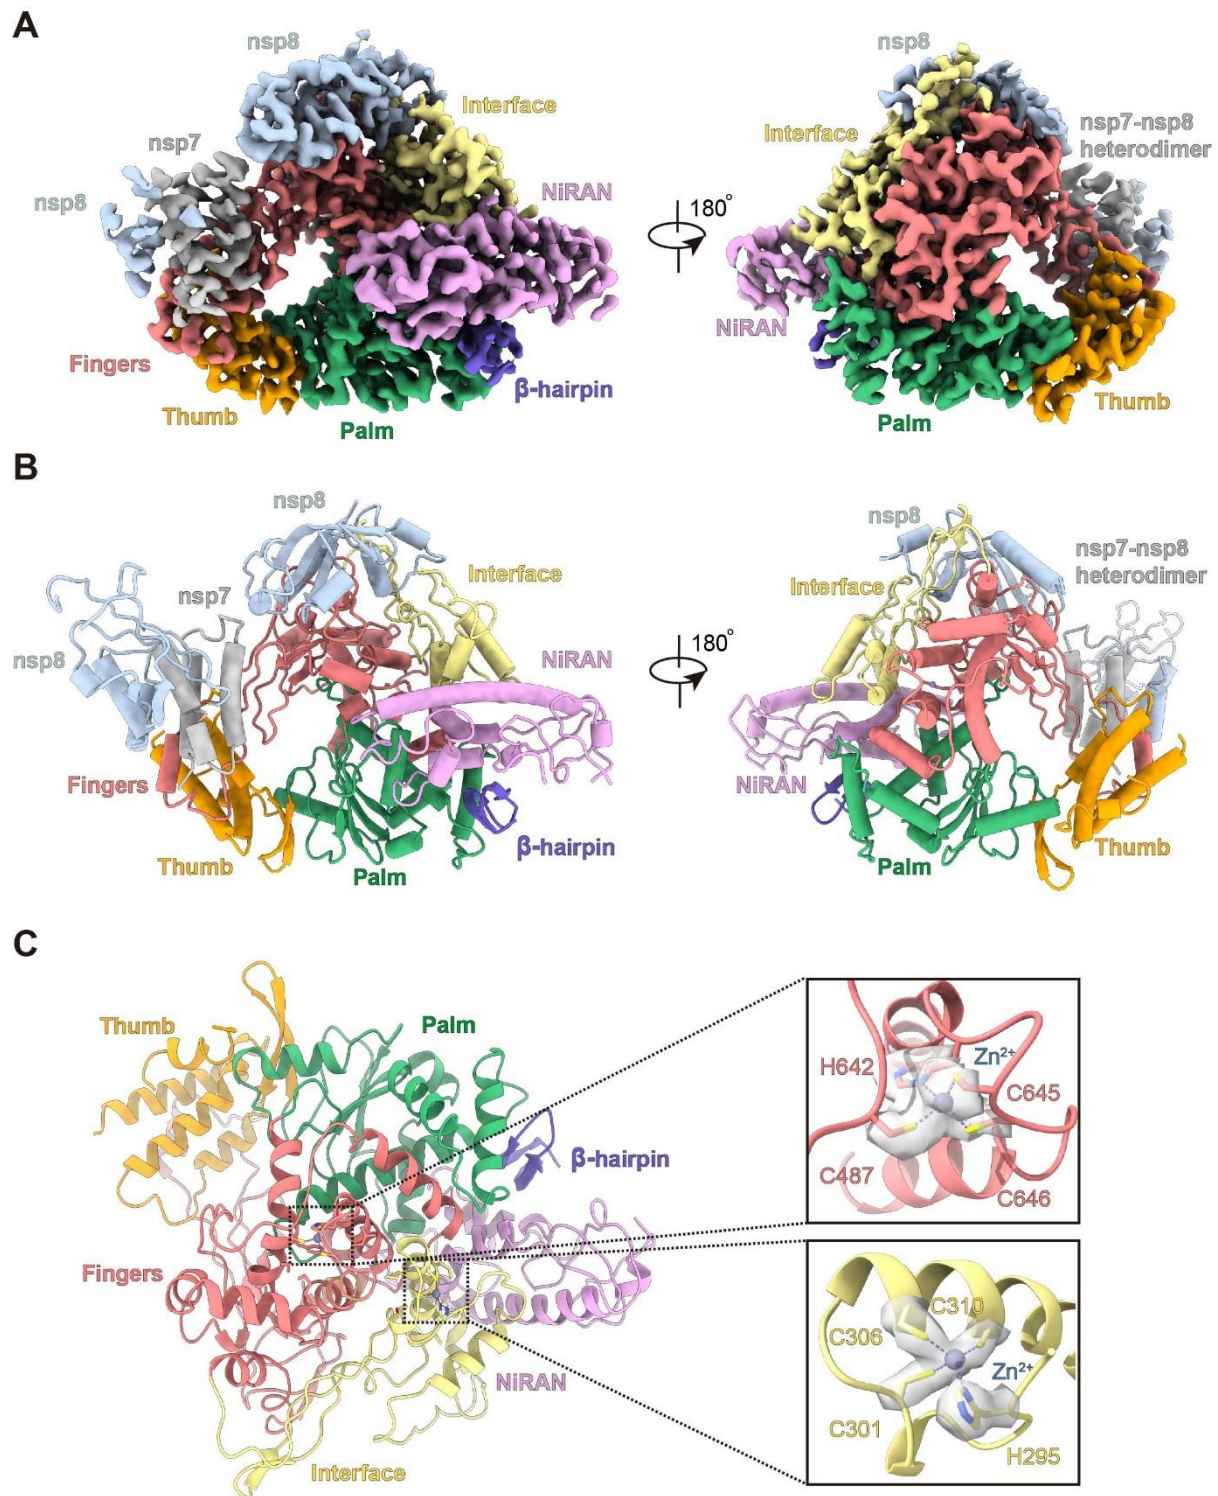 A
nsp8
Interface
nsp7
nsp8
NiRAN
Fingers
Thumb
Palm
β-hairpin
180°
nsp8
Interface
nsp7-nsp8
heterodimer
NiRAN
Palm
Thumb
B
nsp8
Interface
nsp7
nsp8
NiRAN
Fingers
Thumb
Palm
β-hairpin
180°
nsp8
Interface
nsp7-nsp8
heterodimer
NiRAN
Palm
Thumb
C
Thumb
Palm
β-hairpin
Fingers
NiRAN
Interface
Zn²⁺
H642
C645
C487
C646
C310
C306
Zn²⁺
C301
H295